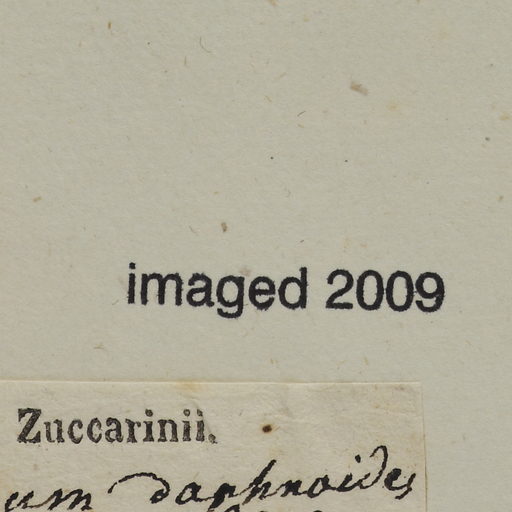 imaged 2009
Zuccarinii.
um daphnoides